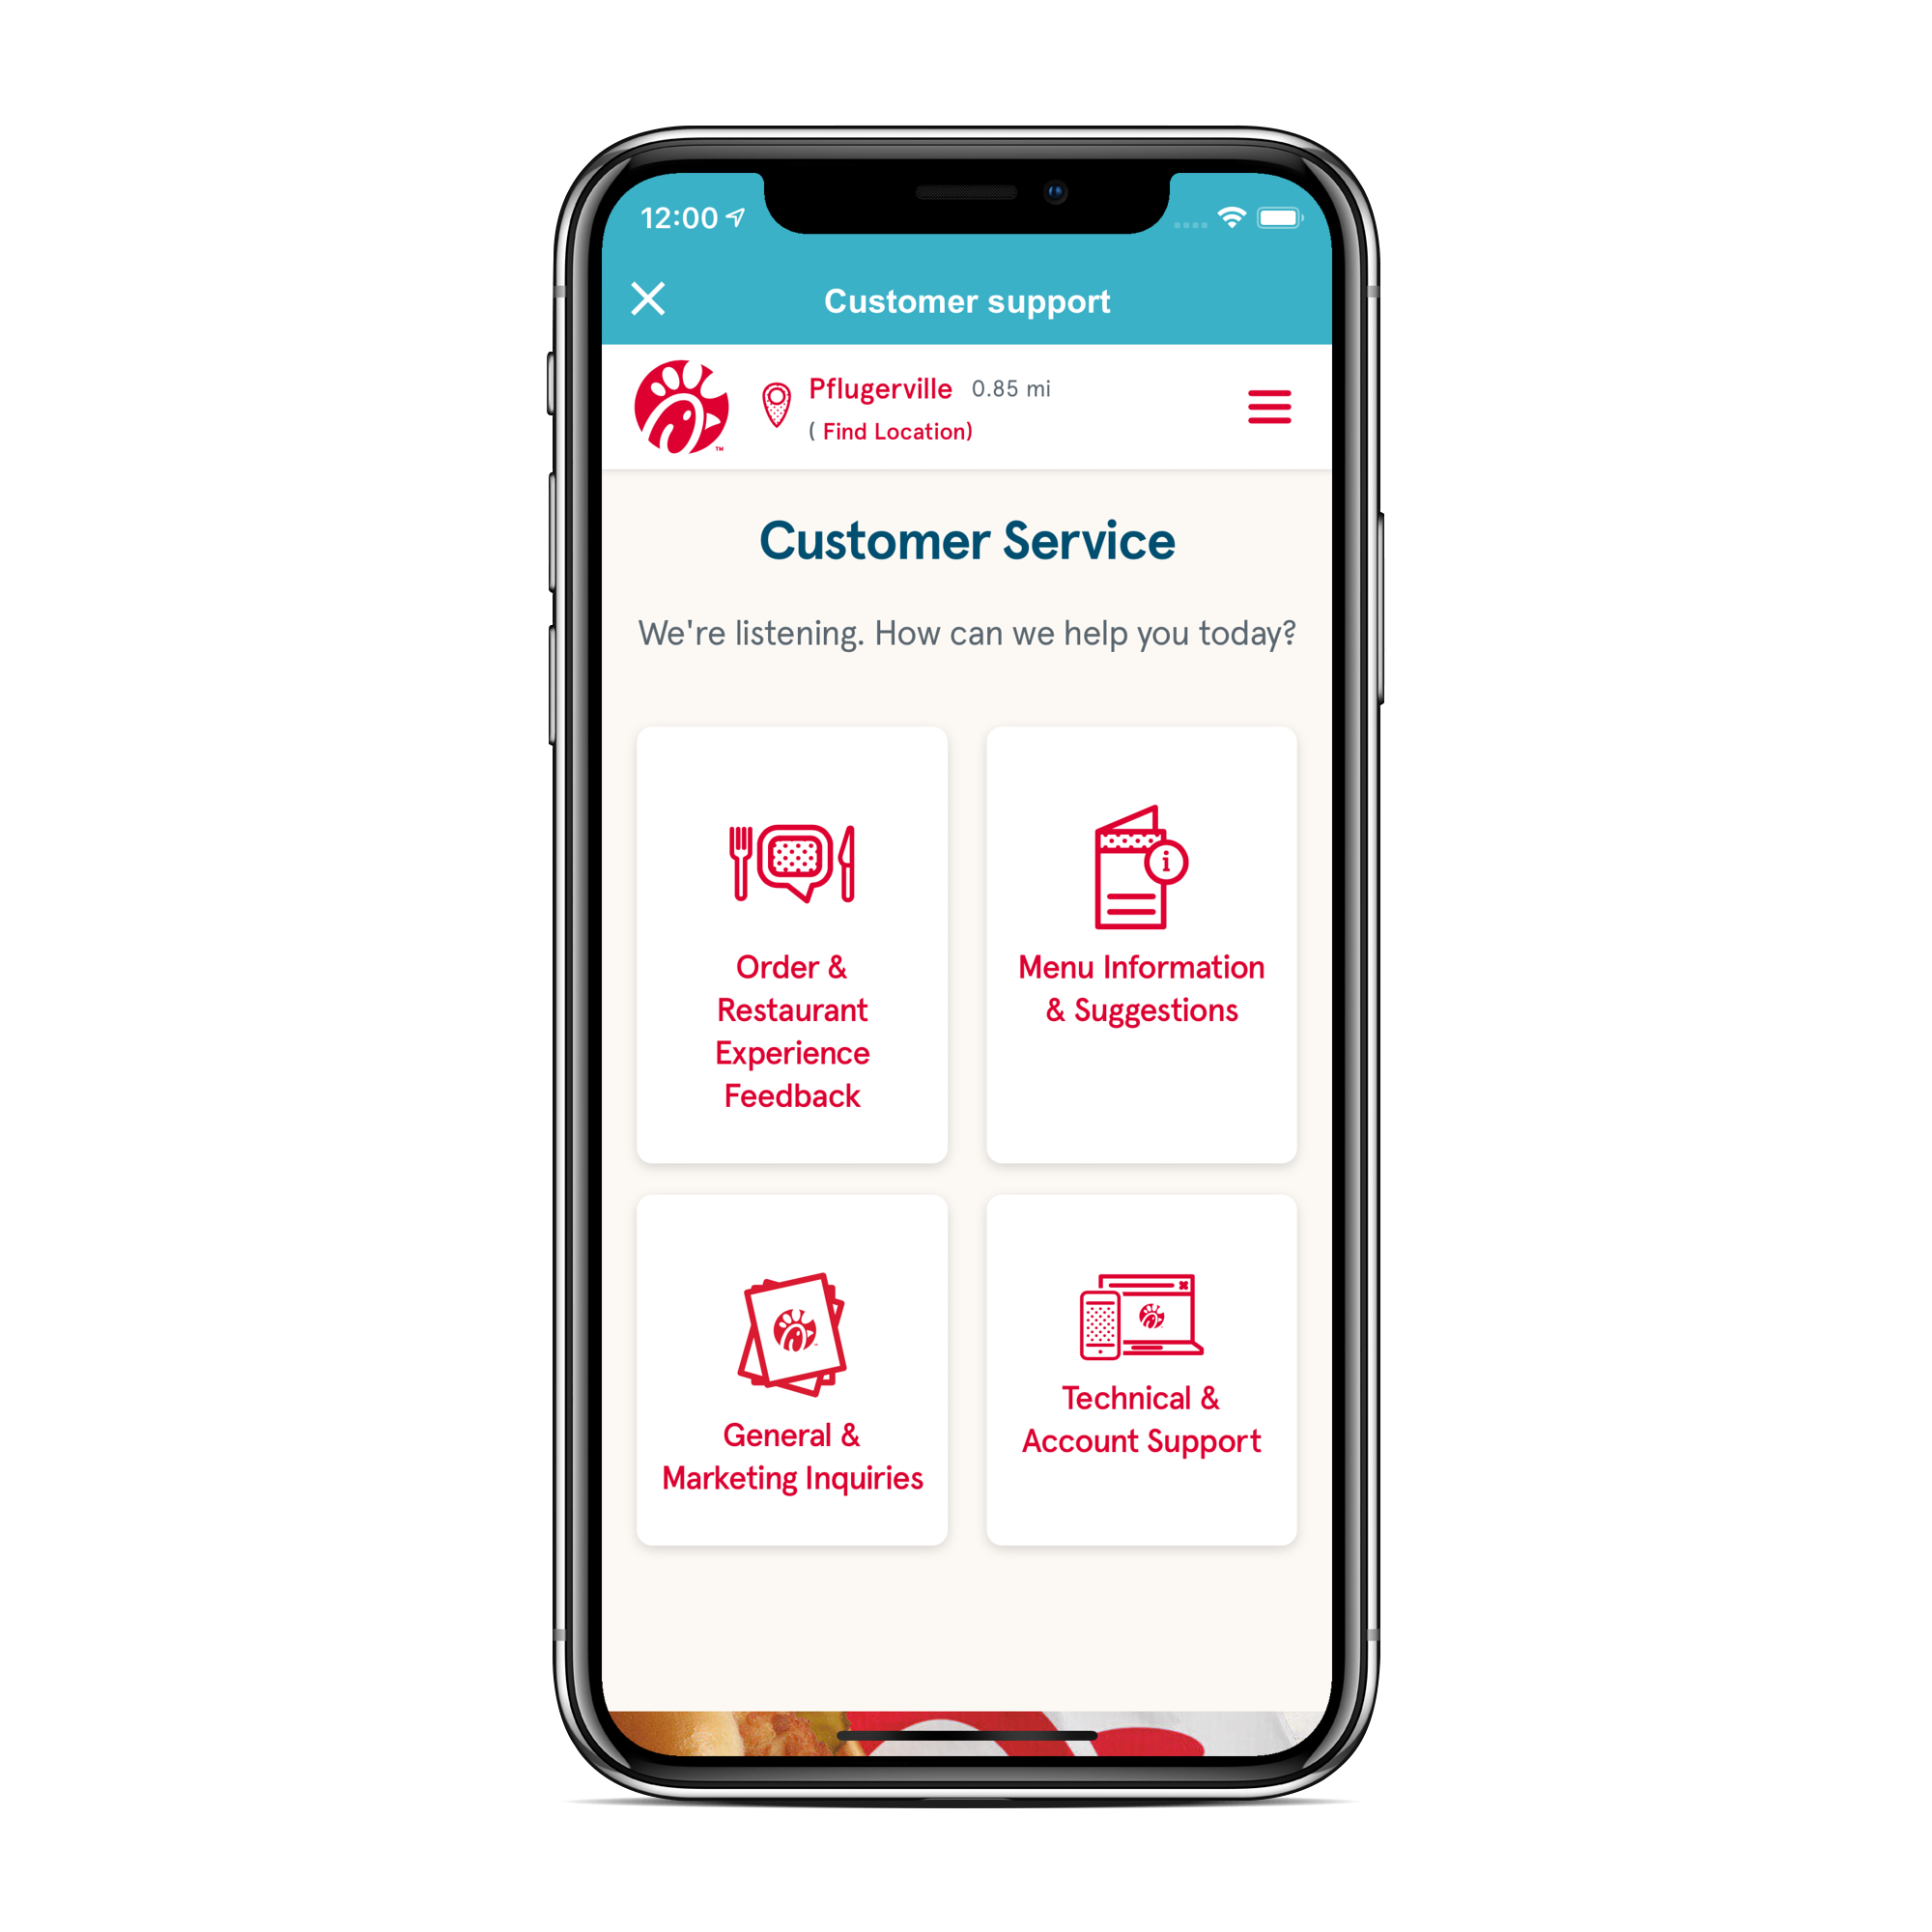 12:00
Customer support
Pflugerville 0.85 mi
( Find Location)
Customer Service
We're listening. How can we help you today?
Order &
Restaurant
Experience
Feedback
i
Menu Information
& Suggestions
General &
Marketing Inquiries
Technical &
Account Support